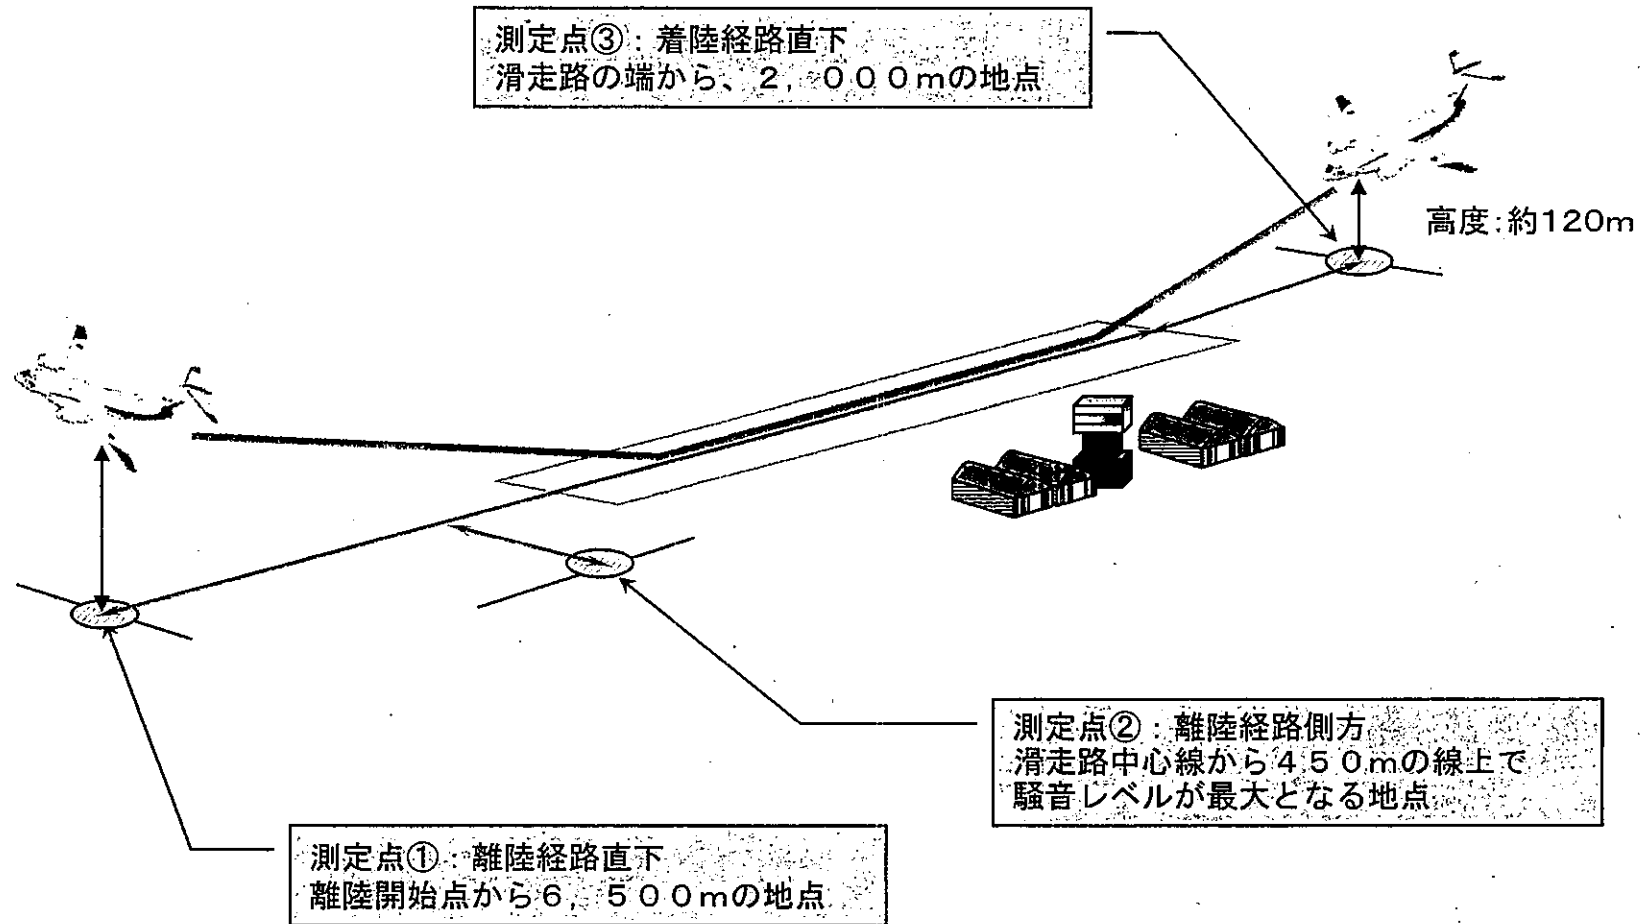 測定点③：着陸経路直下
滑走路の端から、２，０００ｍの地点
高度：約120m
測定点②：離陸経路側方
滑走路中心線から４５０ｍの線上で
騒音レベルが最大となる地点
測定点①：離陸経路直下
離陸開始点から６，５００ｍの地点